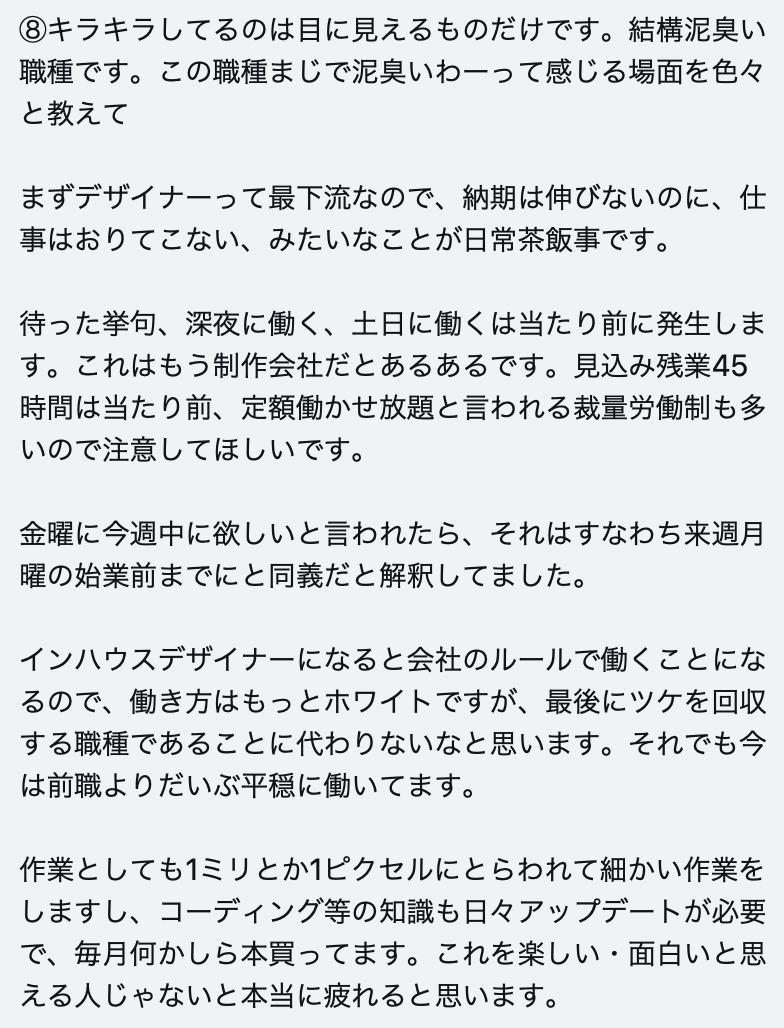 ⑧キラキラしてるのは目に見えるものだけです。結構泥臭い
職種です。この職種まじで泥臭いわーって感じる場面を色々
と教えて
まずデザイナーって最下流なので、納期は伸びないのに、仕
事はおりてこない、みたいなことが日常茶飯事です。
待った挙句、深夜に働く、土日に働くは当たり前に発生しま
す。これはもう制作会社だとあるあるです。見込み残業45
時間は当たり前、定額働かせ放題と言われる裁量労働制も多
いので注意してほしいです。
金曜に今週中に欲しいと言われたら、それはすなわち来週月
曜の始業前までにと同義だと解釈してました。
インハウスデザイナーになると会社のルールで働くことにな
るので、働き方はもっとホワイトですが、最後にツケを回収
する職種であることに代わりないなと思います。それでも今
は前職よりだいぶ平穏に働いてます。
作業としても1ミリとか1ピクセルにとらわれて細かい作業を
しますし、コーディング等の知識も日々アップデートが必要
で、毎月何かしら本買ってます。これを楽しい・面白いと思
える人じゃないと本当に疲れると思います。